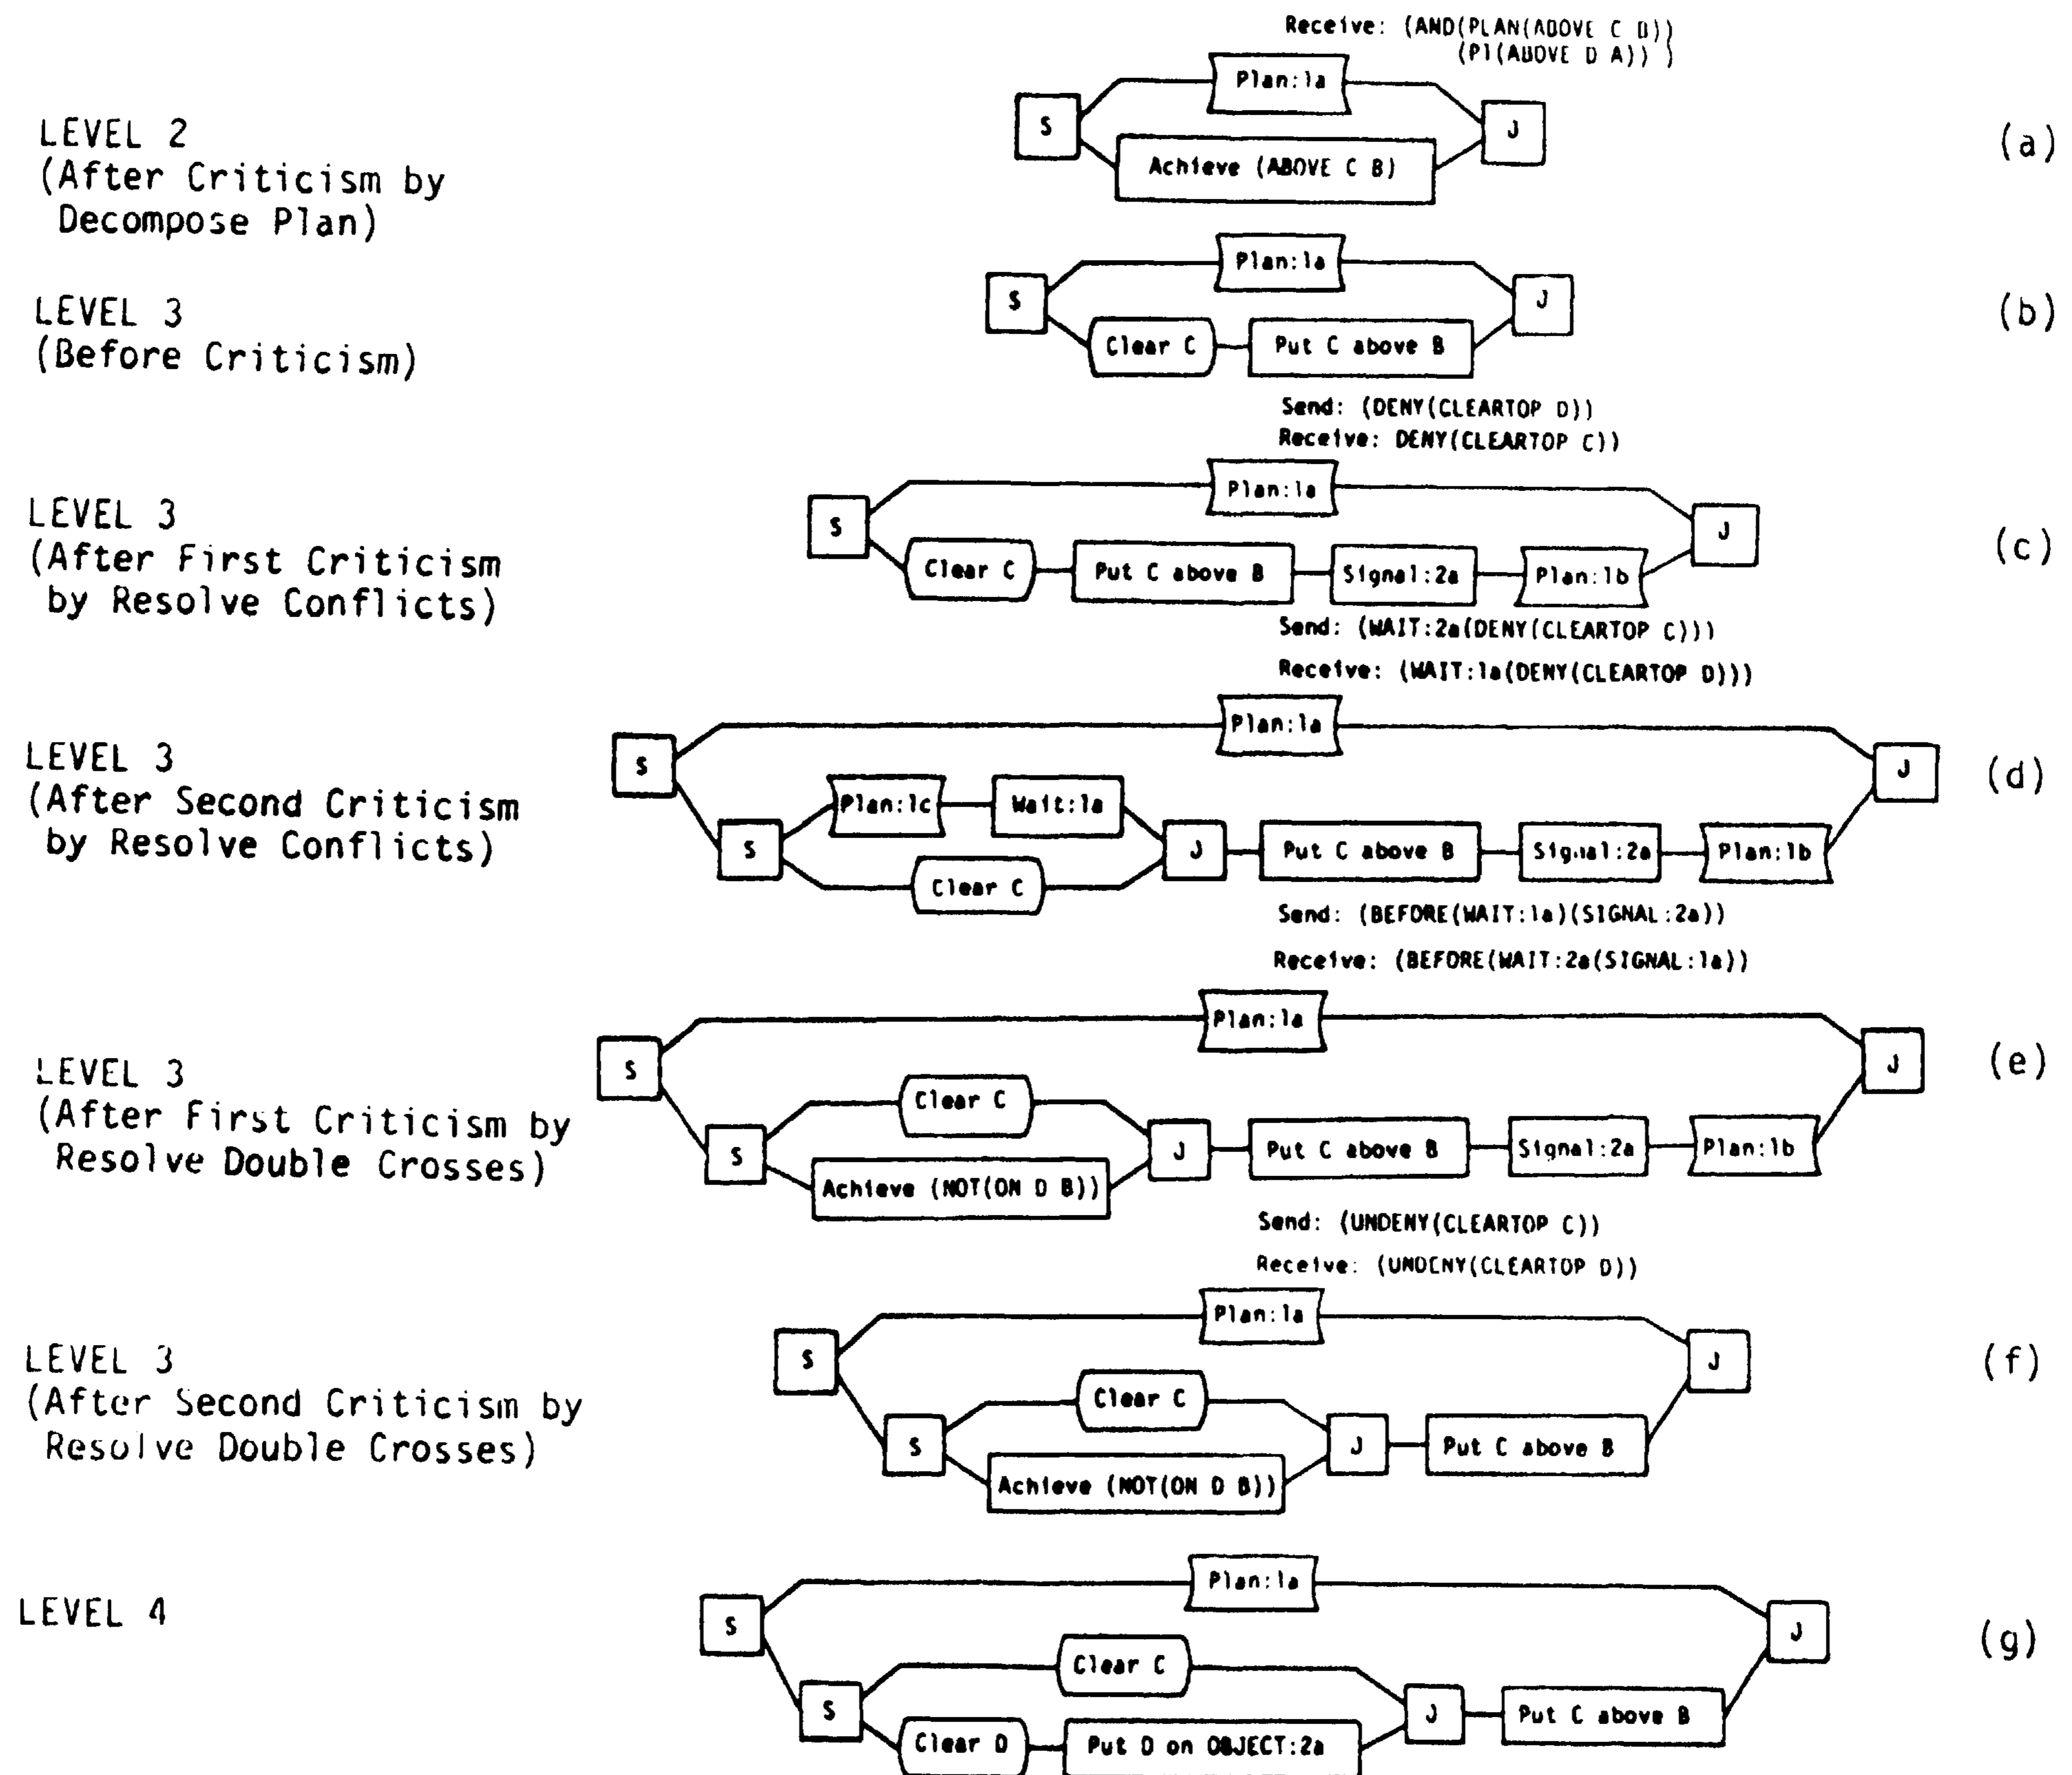 Receive: (AND(PLAN(ABOVE C B))
(P1(ABOVE D A)) )
LEVEL 2
(After Criticism by
Decompose Plan)
Plan:1a
S
J
Achieve (ABOVE C B)
(a)
LEVEL 3
(Before Criticism)
Plan:1a
S
J
Clear C
Put C above B
(b)
Send: (DENY(CLEARTOP D))
Receive: DENY(CLEARTOP C))
LEVEL 3
(After First Criticism
by Resolve Conflicts)
Plan:1a
S
J
Clear C
Put C above B
Signal:2a
Plan:1b
(c)
Send: (WAIT:2a(DENY(CLEARTOP C)))
Receive: (WAIT:1a(DENY(CLEARTOP D)))
LEVEL 3
(After Second Criticism
by Resolve Conflicts)
Plan:1a
S
J
Plan:1c
Wait:1a
S
J
Put C above B
Signal:2a
Plan:1b
Clear C
(d)
Send: (BEFORE(WAIT:1a)(SIGNAL:2a))
Receive: (BEFORE(WAIT:2a(SIGNAL:1a))
LEVEL 3
(After First Criticism by
Resolve Double Crosses)
Plan:1a
S
J
Clear C
S
J
Put C above B
Signal:2a
Plan:1b
Achieve (NOT(ON D B))
(e)
Send: (UNDENY(CLEARTOP C))
Receive: (UNDENY(CLEARTOP D))
LEVEL 3
(After Second Criticism by
Resolve Double Crosses)
Plan:1a
S
J
Clear C
S
J
Put C above B
Achieve (NOT(ON D B))
(f)
LEVEL 4
Plan:1a
S
J
Clear C
S
J
Put C above B
Clear D
Put D on OBJECT:2a
(g)